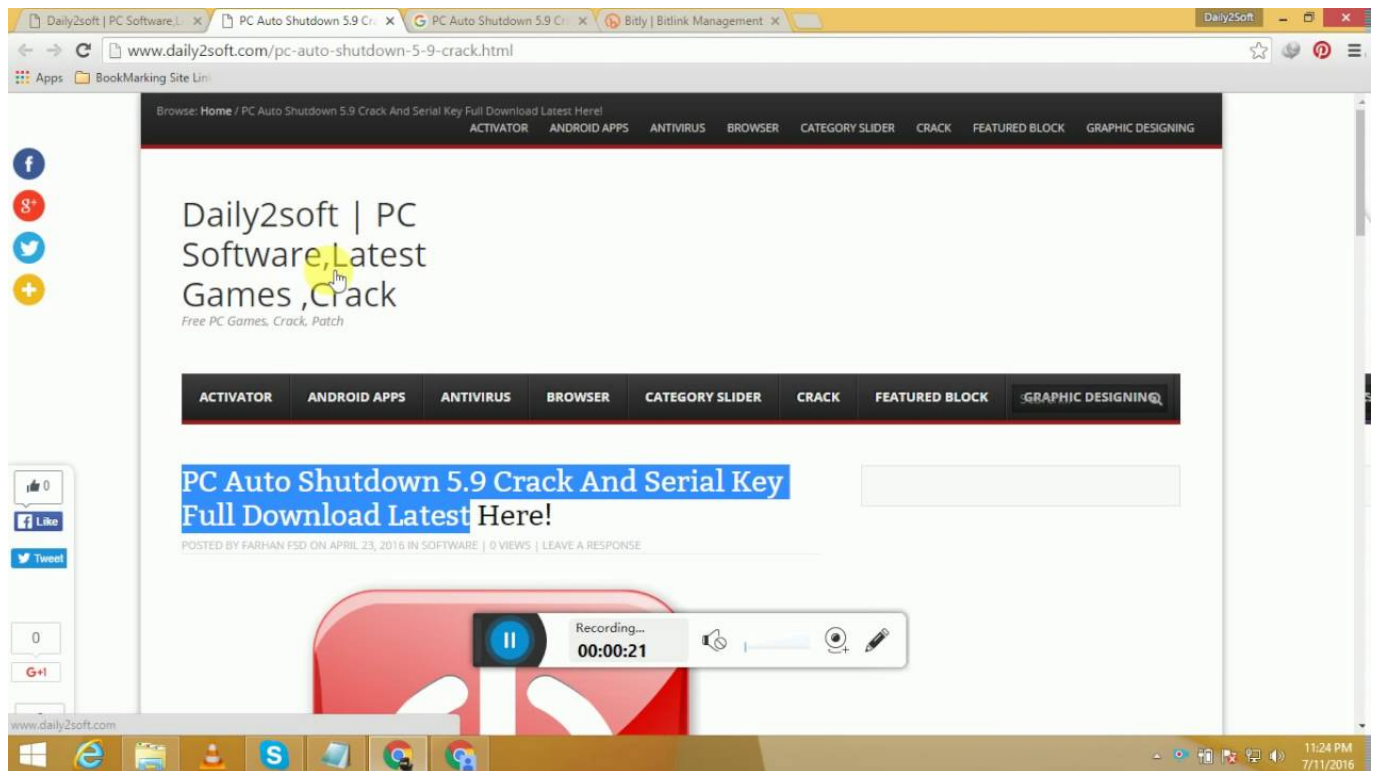 Daily2soft | PC Software,L
PC Auto Shutdown 5.9 Cr
PC Auto Shutdown 5.9 Cr
Bitly | Bitlink Management
Daily2Soft
www.daily2soft.com/pc-auto-shutdown-5-9-crack.html
Apps
BookMarking Site Lin
Browse: Home / PC Auto Shutdown 5.9 Crack And Serial Key Full Download Latest Here!
ACTIVATOR ANDROID APPS ANTIVIRUS BROWSER CATEGORY SLIDER CRACK FEATURED BLOCK GRAPHIC DESIGNING
f
8+
Daily2soft | PC
Software,Latest
Games ,Crack
Free PC Games, Crack, Patch
ACTIVATOR ANDROID APPS ANTIVIRUS BROWSER CATEGORY SLIDER CRACK FEATURED BLOCK GRAPHIC DESIGNING
0
Like
Tweet
PC Auto Shutdown 5.9 Crack And Serial Key
Full Download Latest Here!
POSTED BY FARHAN FSD ON APRIL 23, 2016 IN SOFTWARE | 0 VIEWS | LEAVE A RESPONSE
0
G+1
Recording...
00:00:21
www.daily2soft.com
11:24 PM
7/11/2016